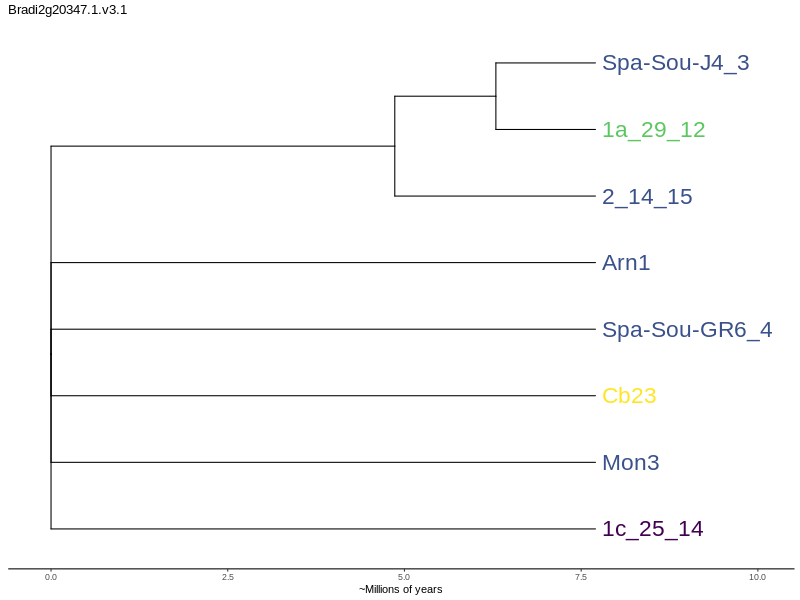 Bradi2g20347.1.v3.1
Spa-Sou-J4_3
1a_29_12
2_14_15
Arn1
Spa-Sou-GR6_4
Cb23
Mon3
1c_25_14
0.0 2.5 5.0 7.5 10.0
~Millions of years